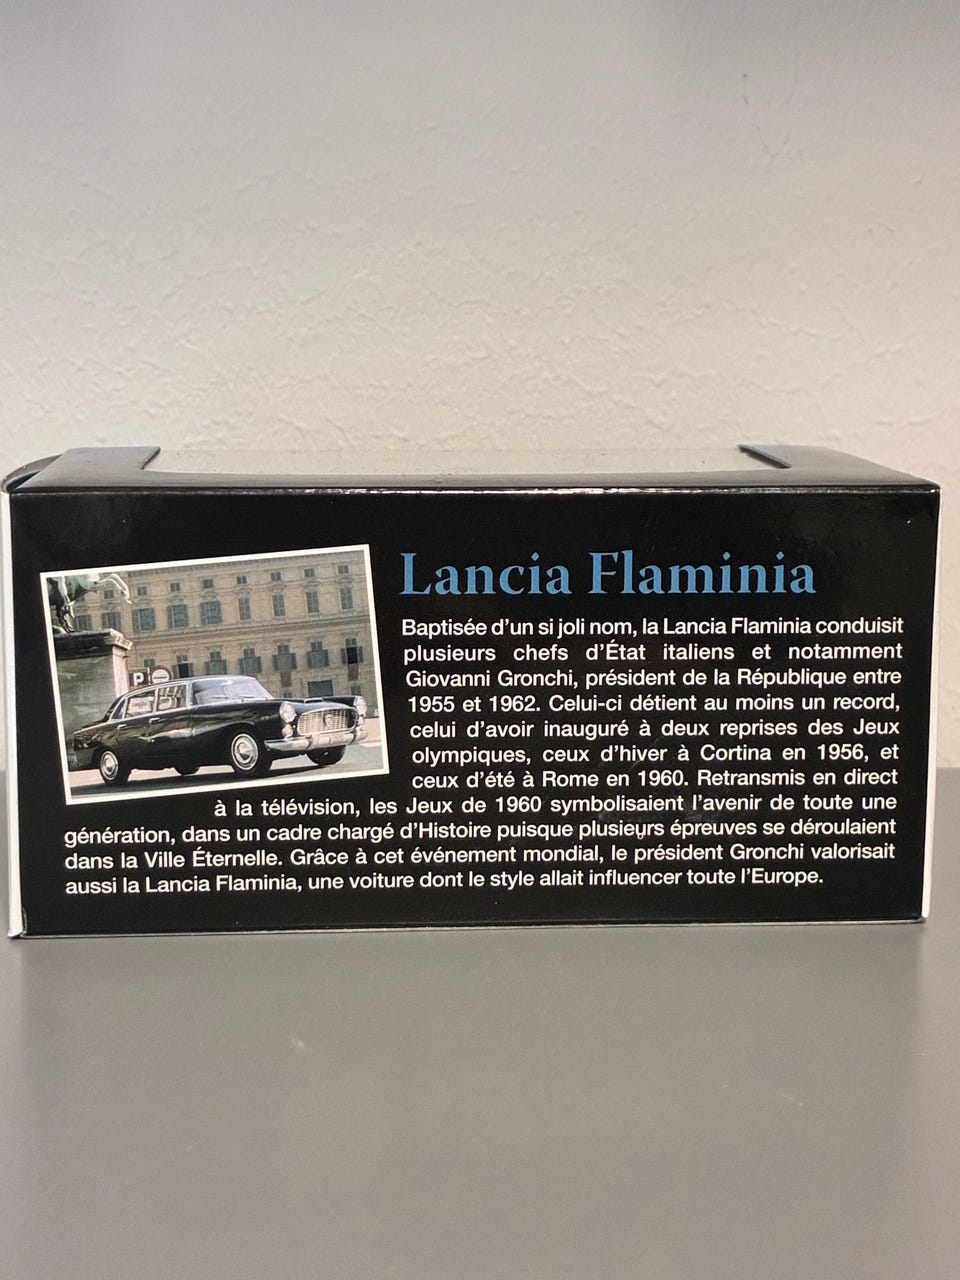 Lancia Flaminia
Baptisée d'un si joli nom, la Lancia Flaminia conduisit
plusieurs chefs d'État italiens et notamment
Giovanni Gronchi, président de la République entre
1955 et 1962. Celui-ci détient au moins un record,
celui d'avoir inauguré à deux reprises des Jeux
olympiques, ceux d'hiver à Cortina en 1956, et
ceux d'été à Rome en 1960. Retransmis en direct
à la télévision, les Jeux de 1960 symbolisaient l'avenir de toute une
génération, dans un cadre chargé d'Histoire puisque plusieurs épreuves se déroulaient
dans la Ville Éternelle. Grâce à cet événement mondial, le président Gronchi valorisait
aussi la Lancia Flaminia, une voiture dont le style allait influencer toute l'Europe.
P